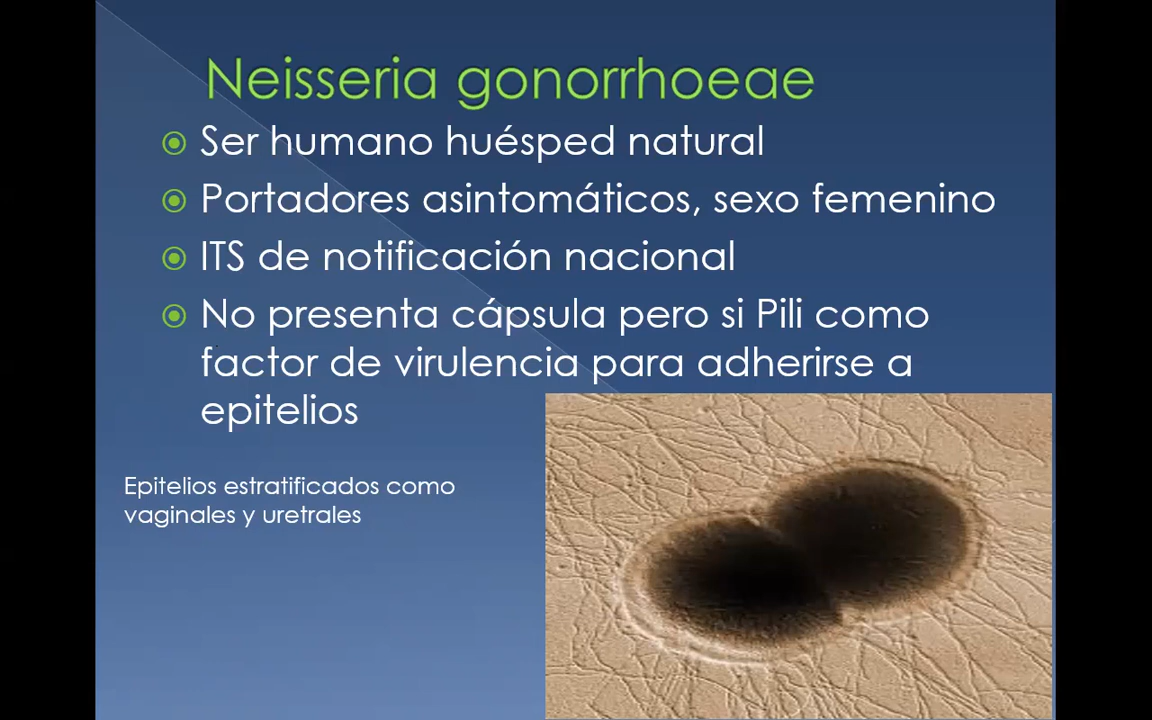 Neisseria gonorrhoeae
Ser humano huésped natural
Portadores asintomáticos, sexo femenino
ITS de notificación nacional
No presenta cápsula pero si Pili como
factor de virulencia para adherirse a
epitelios
Epitelios estratificados como
vaginales y uretrales